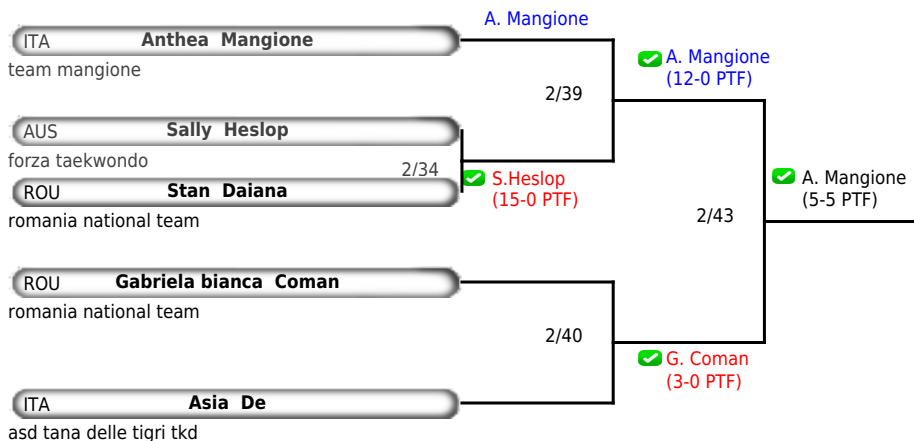 A. Mangione
ITA Anthea Mangione
team mangione
A. Mangione
(12-0 PTF)
2/39
AUS Sally Heslop
forza taekwondo
2/34
S.Heslop
(15-0 PTF)
ROU Stan Daiana
romania national team
A. Mangione
(5-5 PTF)
2/43
ROU Gabriela bianca Coman
romania national team
2/40
G. Coman
(3-0 PTF)
ITA Asia De
asd tana delle tigri tkd